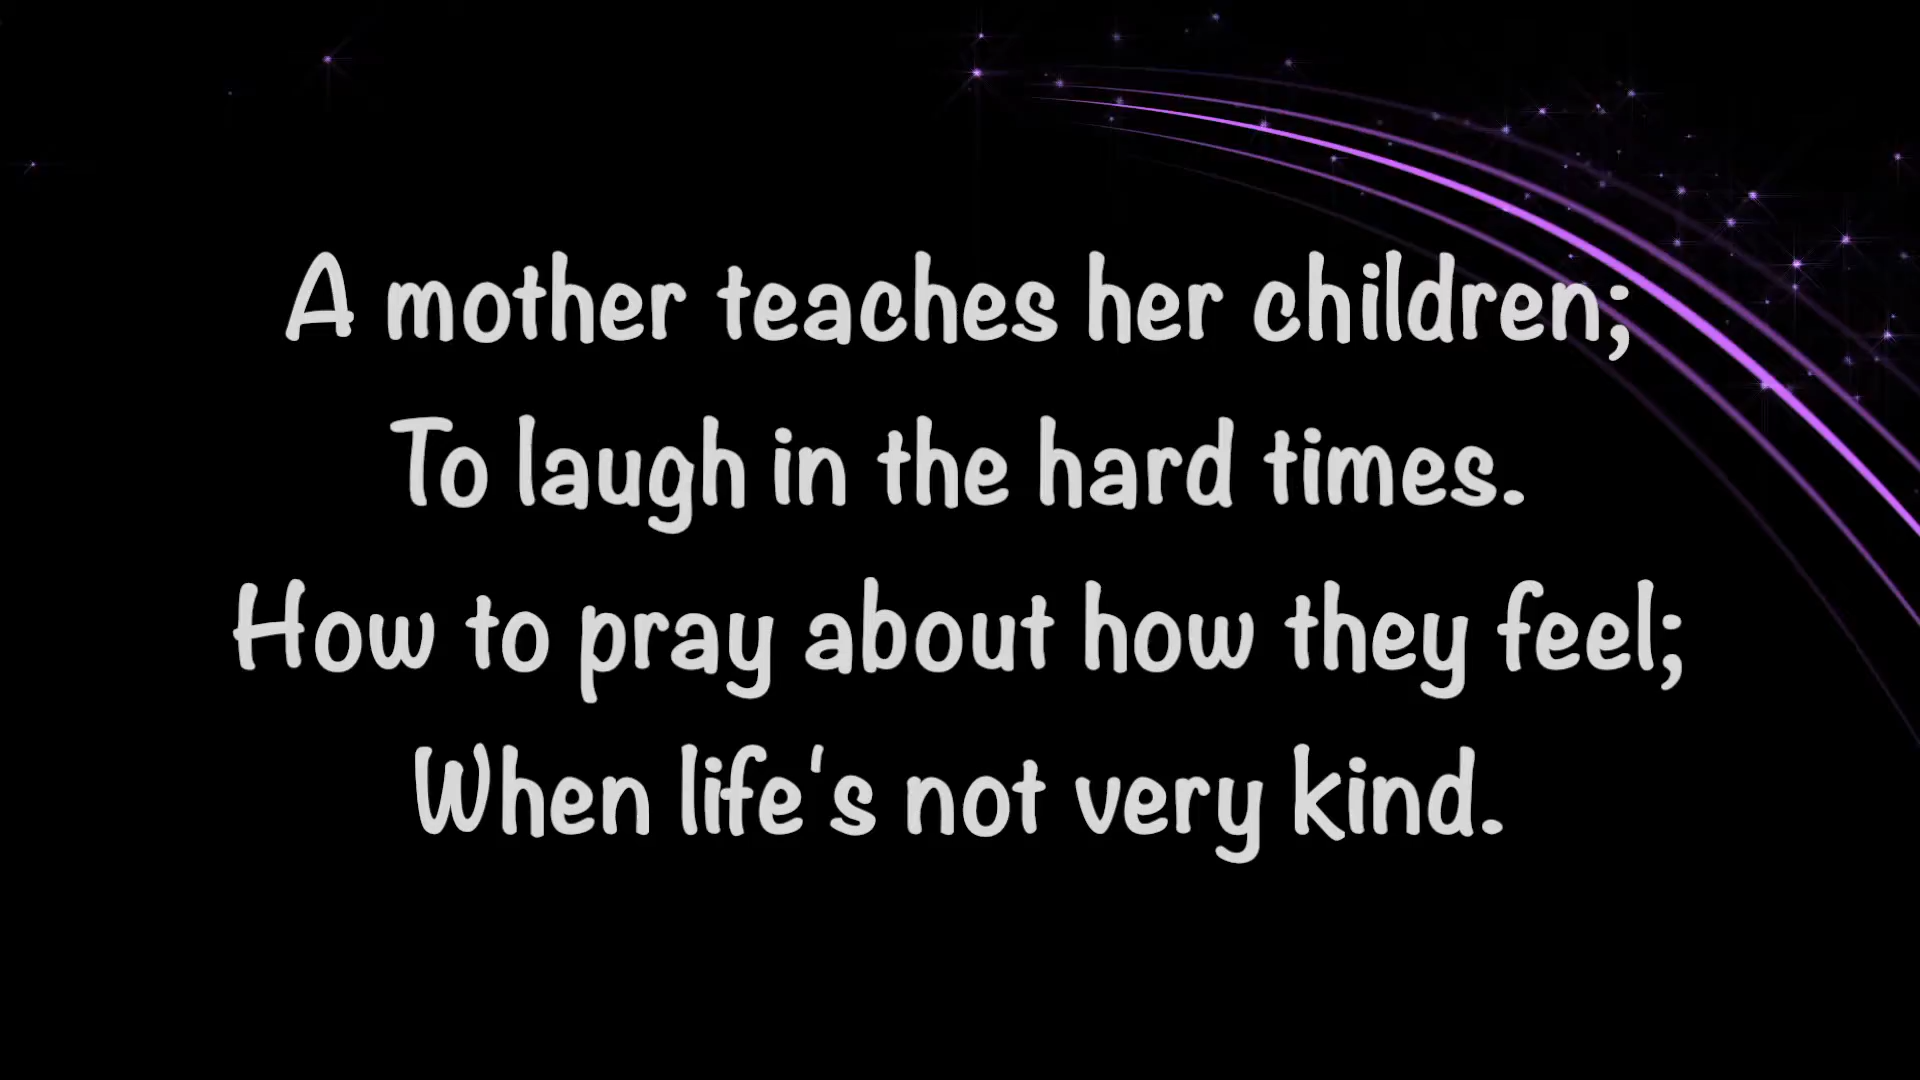 A mother teaches her children;
To laugh in the hard times.
How to pray about how they feel;
When life's not very kind.